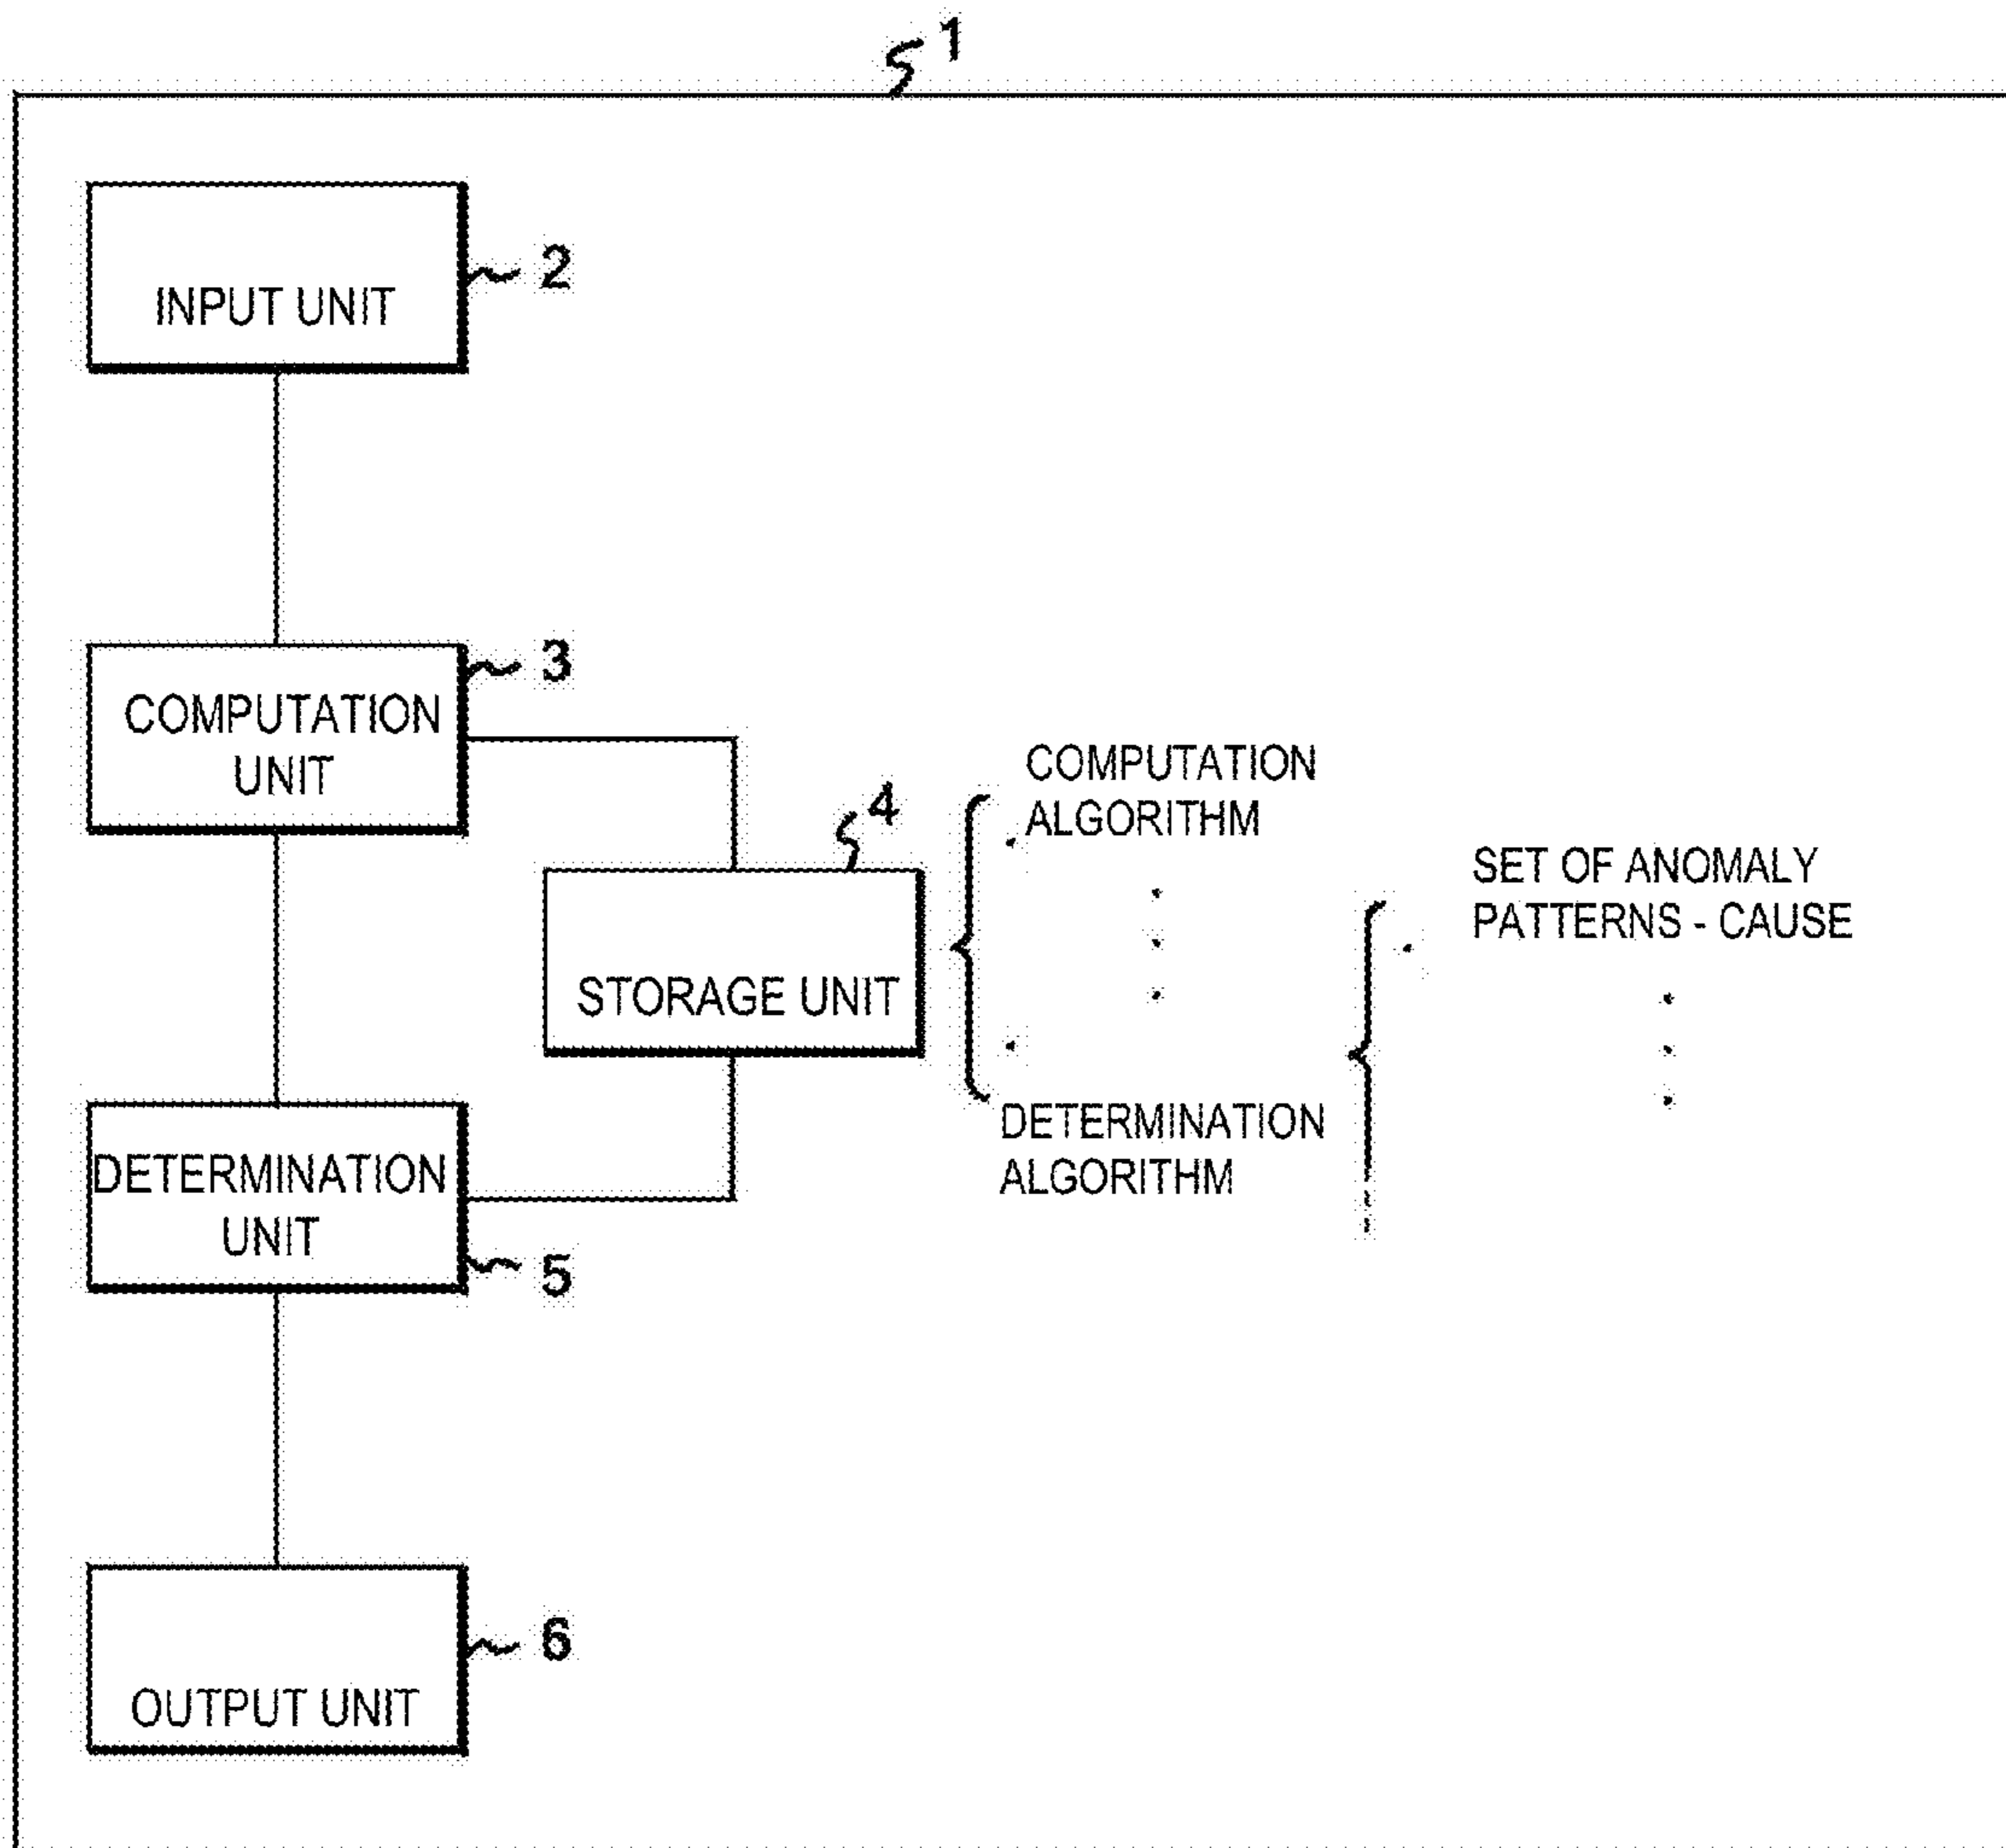 1
INPUT UNIT
2
COMPUTATION
UNIT
3
4
STORAGE UNIT
COMPUTATION
ALGORITHM
DETERMINATION
ALGORITHM
SET OF ANOMALY
PATTERNS - CAUSE
DETERMINATION
UNIT
5
OUTPUT UNIT
6